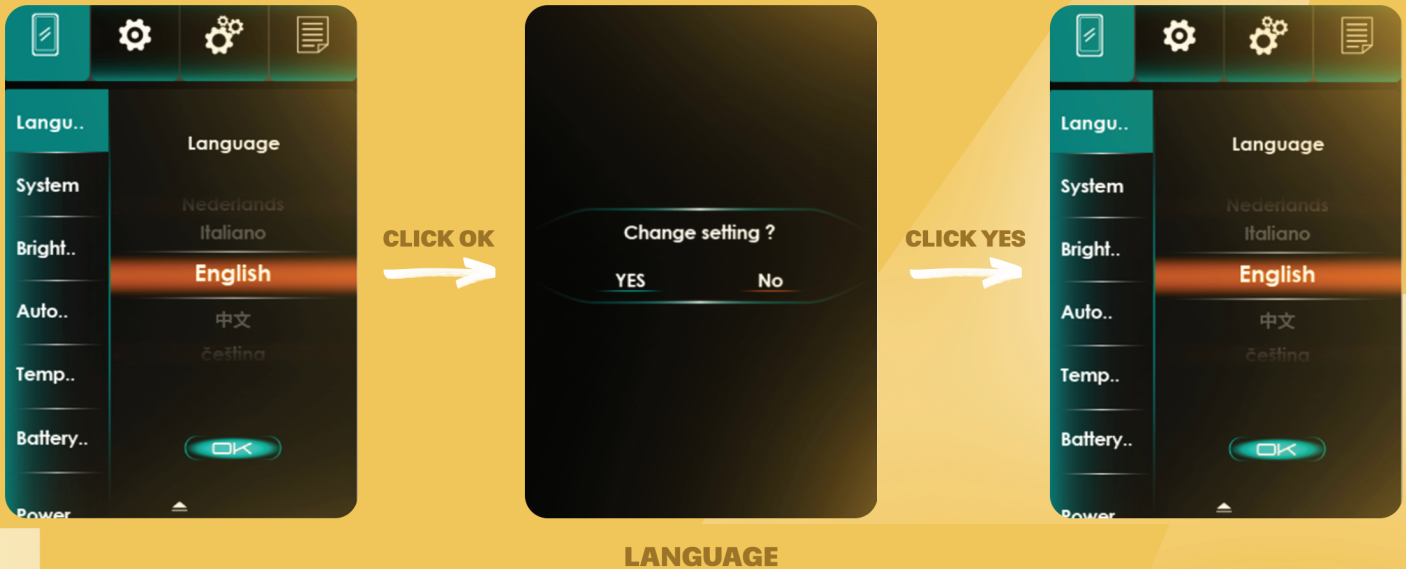 Langu..
System
Bright..
Auto..
Temp..
Battery..
Power
Language
Nederlands
Italiano
English
中文
čeština
OK
CLICK OK
Change setting ?
YES No
CLICK YES
Langu..
System
Bright..
Auto..
Temp..
Battery..
Power
Language
Nederlands
Italiano
English
中文
čeština
OK
LANGUAGE